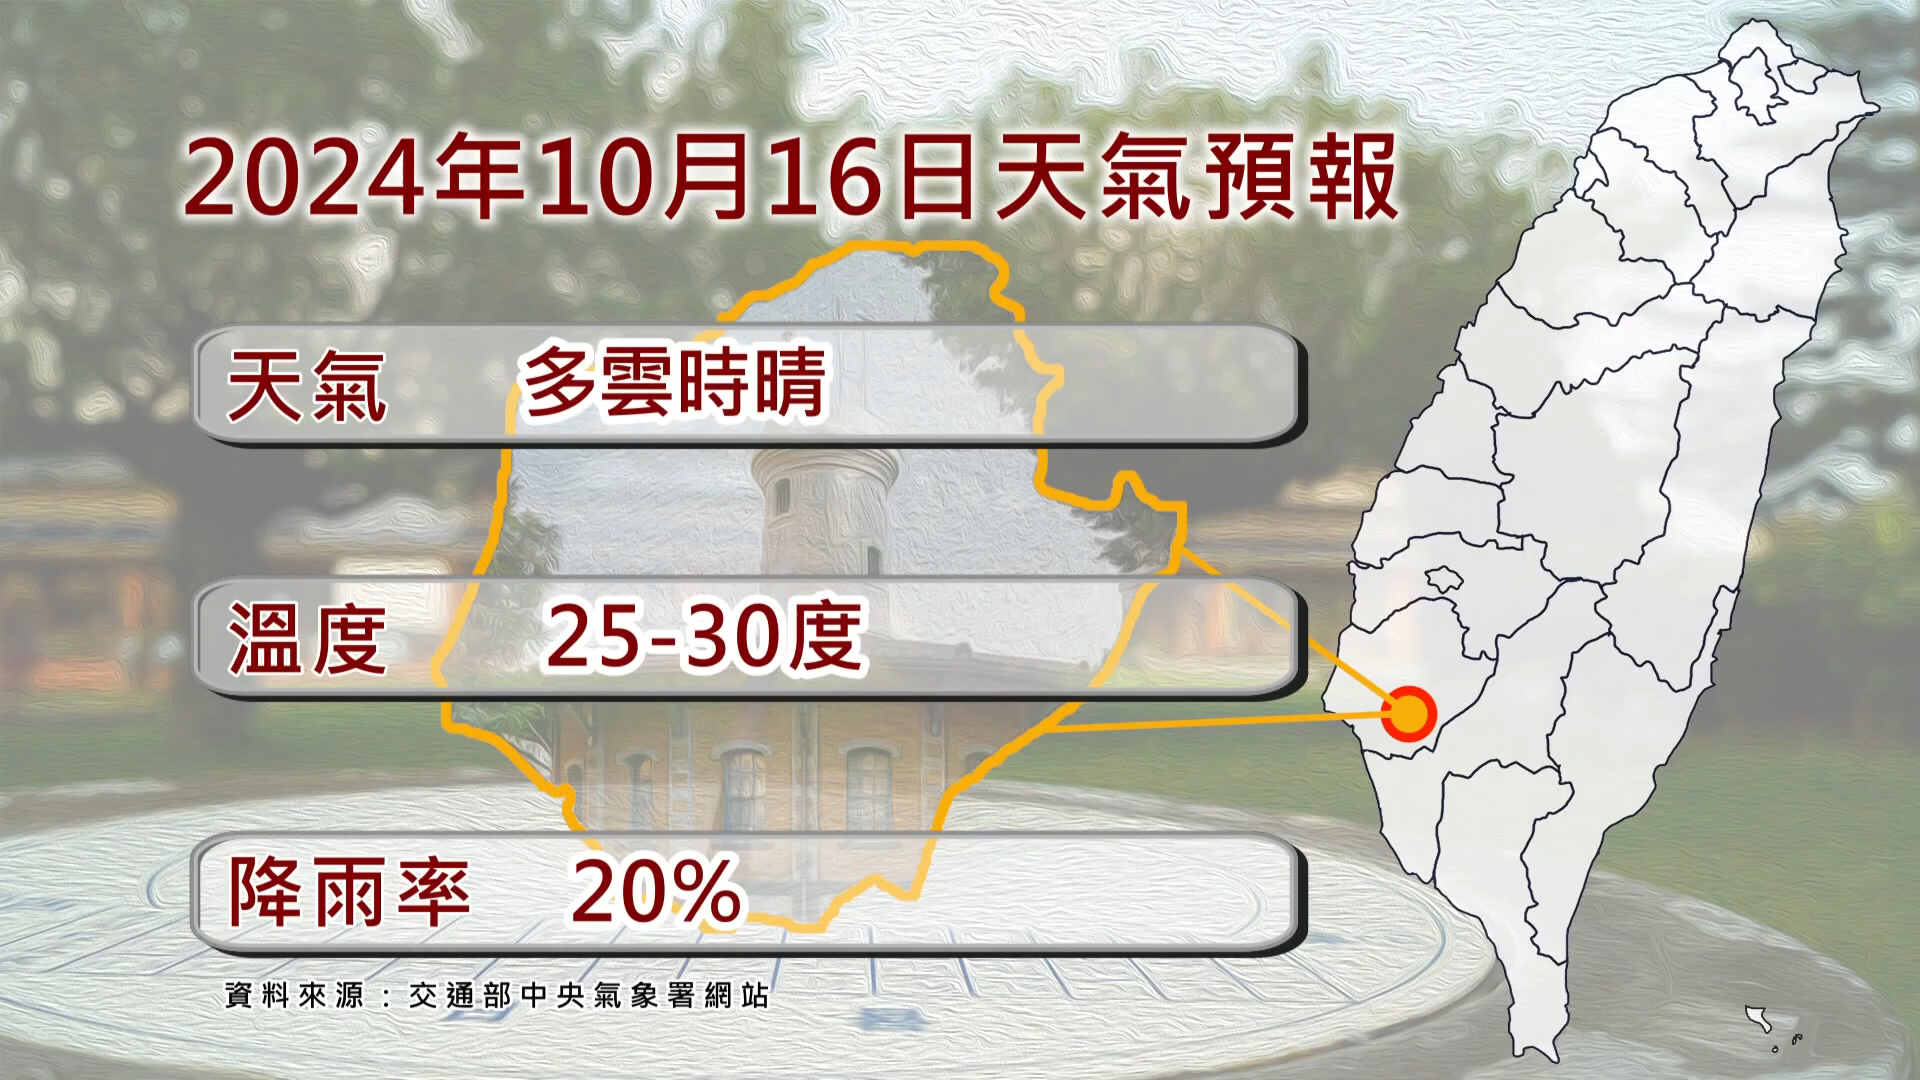 2024年10月16日天氣預報
天氣 多雲時晴
溫度 25-30度
降雨率 20%
資料來源：交通部中央氣象署網站